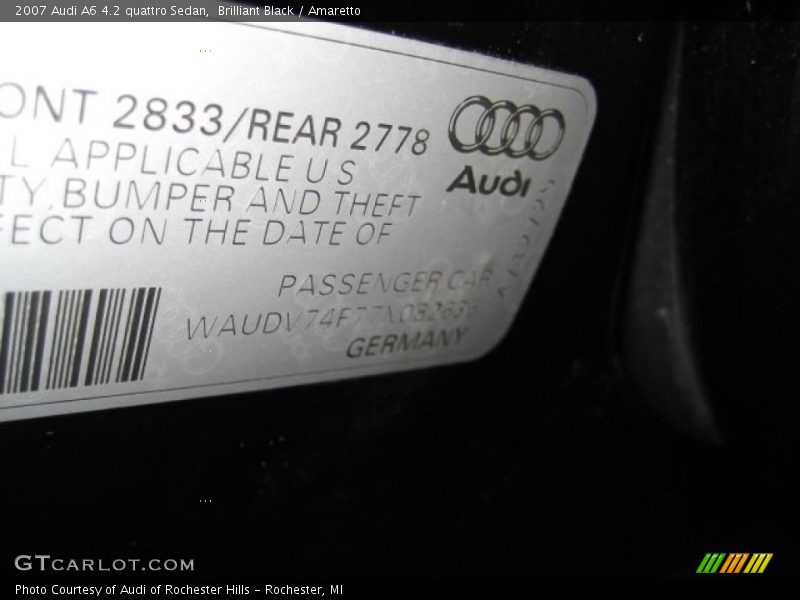 2007 Audi A6 4.2 quattro Sedan, Brilliant Black / Amaretto
ONT 2833/REAR 2778
L APPLICABLE U S
TY, BUMPER AND THEFT
FECT ON THE DATE OF
Audi
PASSENGER CAR
WAUDV74F77N082686
GERMANY
GTCARLOT.COM
Photo Courtesy of Audi of Rochester Hills - Rochester, MI